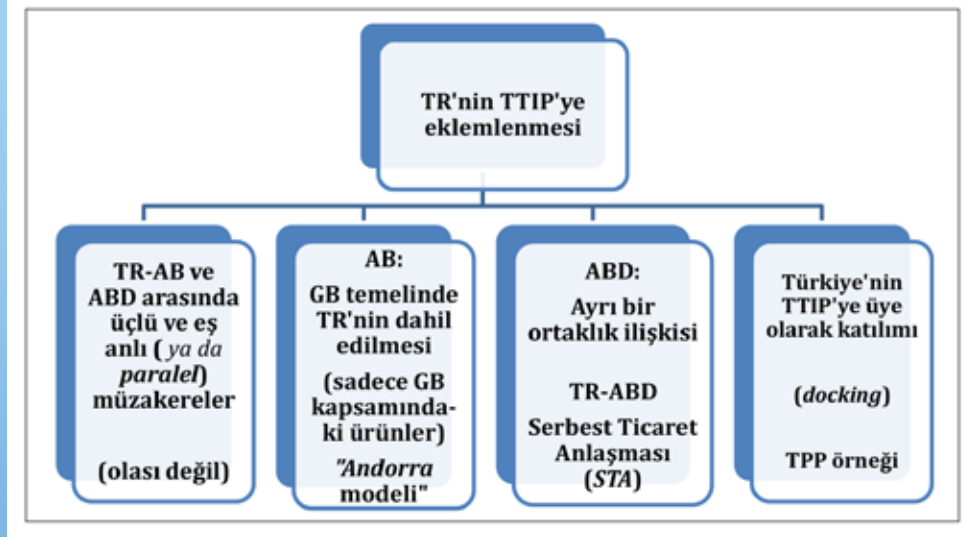 TR'nin TTIP'ye
eklemlenmesi
TR-AB ve
ABD arasında
üçlü ve eş
anlı ( ya da
paralel)
müzakereler
(olası değil)
AB:
GB temelinde
TR'nin dahil
edilmesi
(sadece GB
kapsamında-
ki ürünler)
"Andorra
modeli"
ABD:
Ayrı bir
ortaklık ilişkisi
TR-ABD
Serbest Ticaret
Anlaşması
(STA)
Türkiye'nin
TTIP'ye üye
olarak katılımı
(docking)
TPP örneği